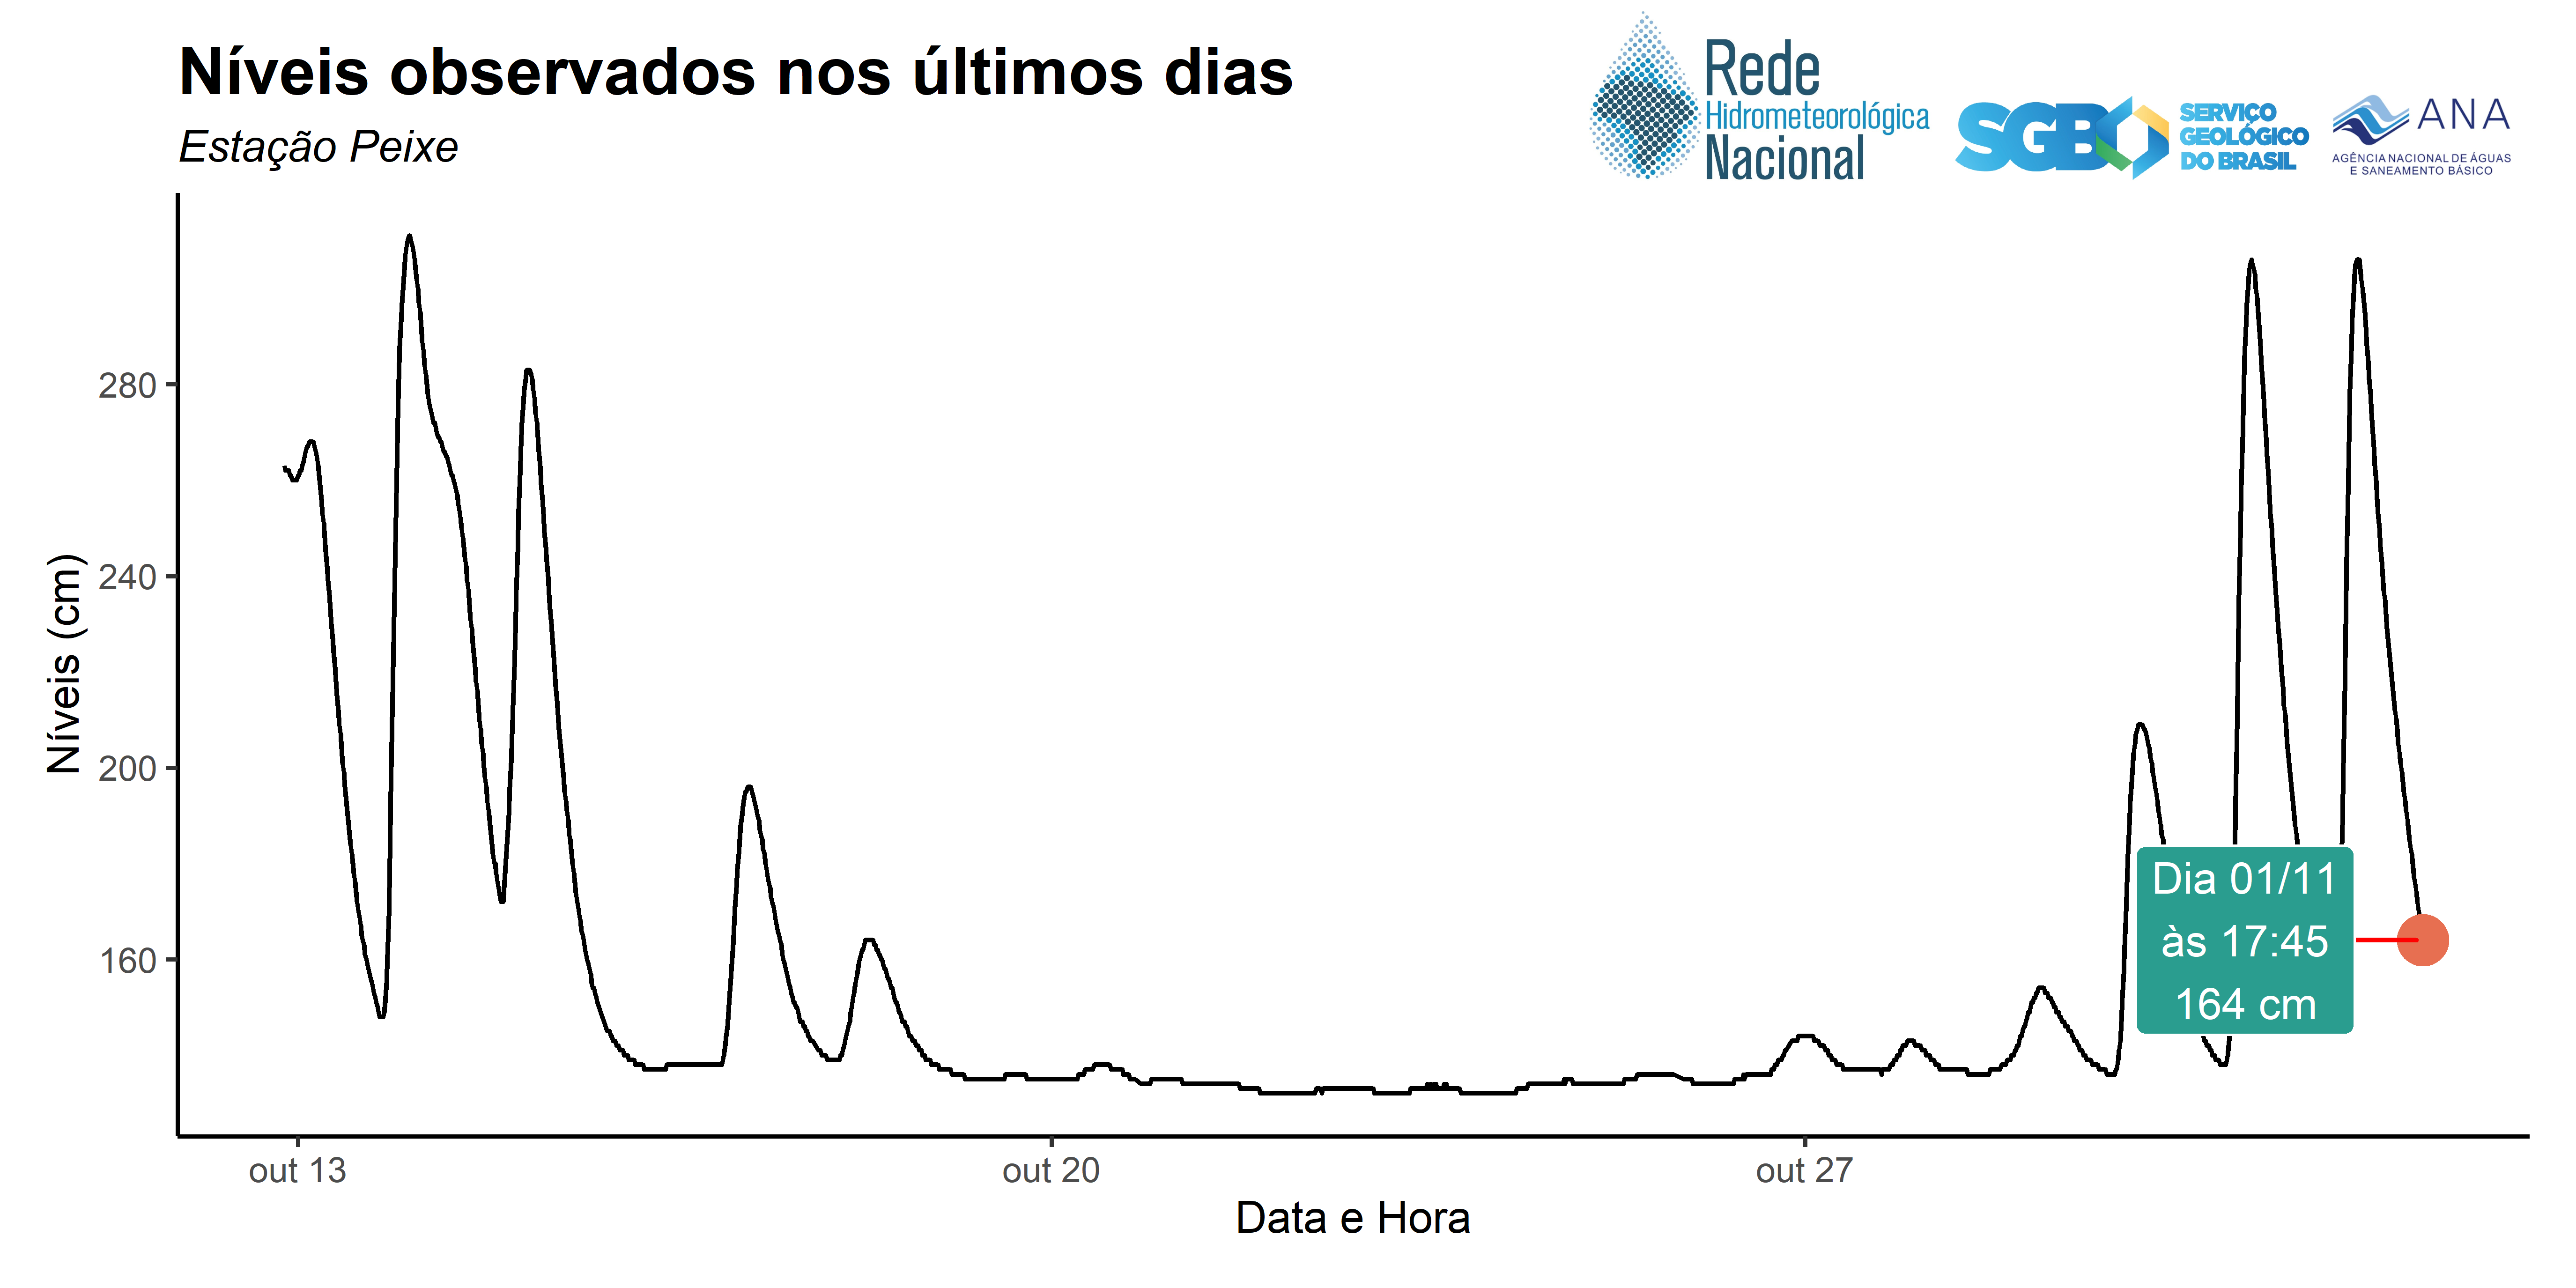 Níveis observados nos últimos dias
Estação Peixe
Rede
Hidrometeorológica
Nacional
SGB
SERVIÇO
GEOLÓGICO
DO BRASIL
ANA
AGÊNCIA NACIONAL DE ÁGUAS
E SANEAMENTO BÁSICO
Níveis (cm)
280
240
200
160
Dia 01/11
às 17:45
164 cm
out 13
out 20
out 27
Data e Hora